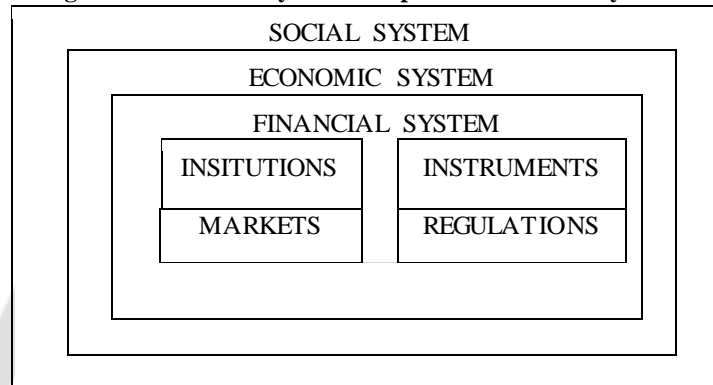 SOCIAL SYSTEM
ECONOMIC SYSTEM
FINANCIAL SYSTEM
INSITUTIONS INSTRUMENTS
MARKETS REGULATIONS